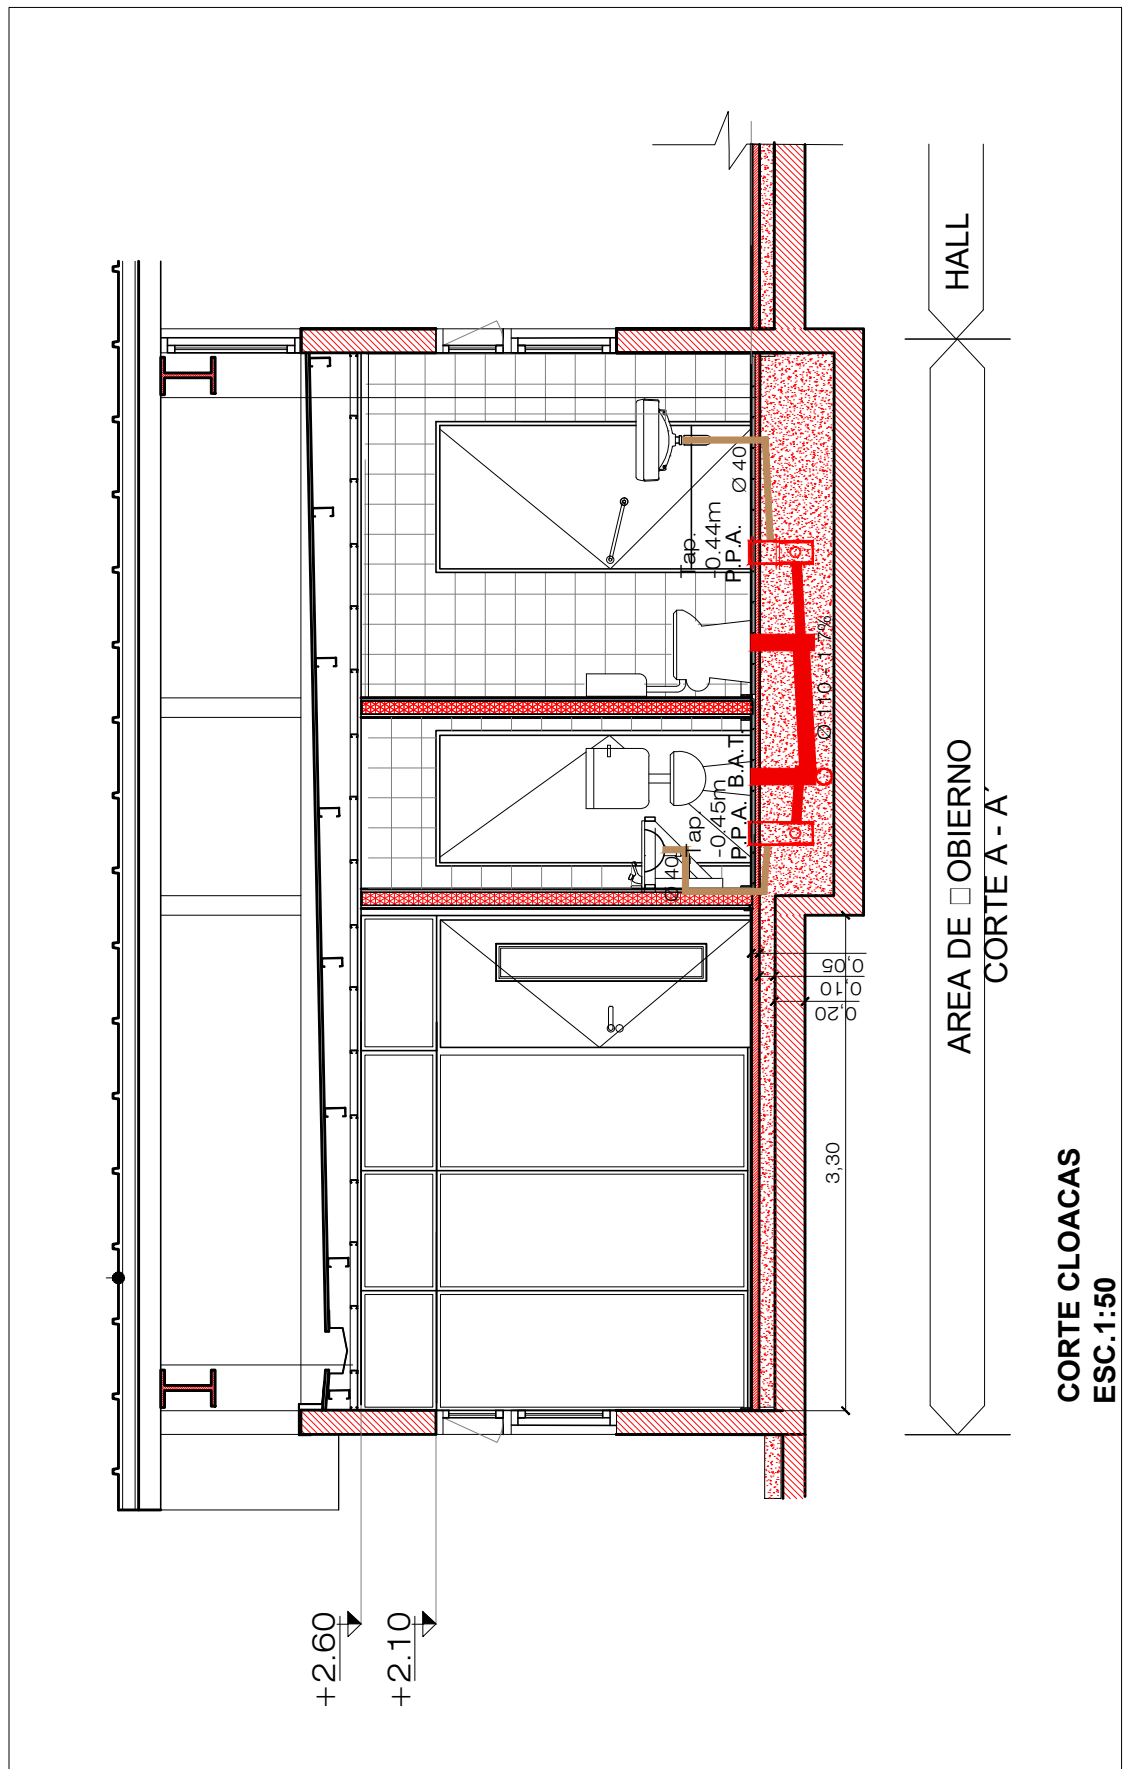 +2.60
+2.10
Ø 40
Tap.
-0.45m
P.P.A.
B.A.T.
Tap.
-0.44m
P.P.A.
Ø 40
Ø 110 - 1.7%
0,05
0,10
0,20
3,30
AREA DE □OBIERNO
CORTE A - A´
HALL
CORTE CLOACAS
ESC.1:50